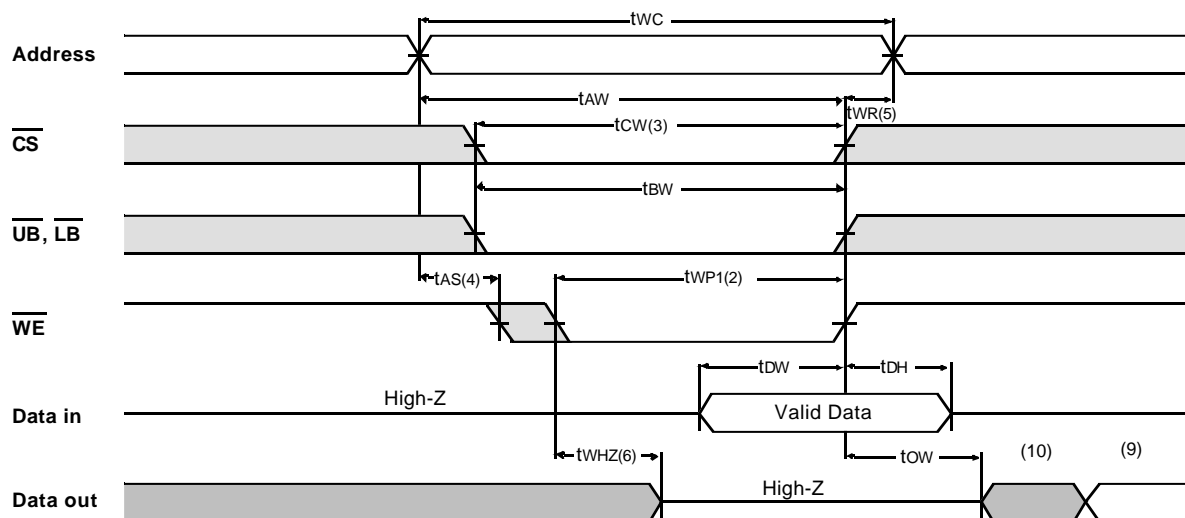 tWC
Address
tAW
tWR(5)
tCW(3)
CS
tBW
UB, LB
tAS(4)
tWP1(2)
WE
tDW
tDH
High-Z
Valid Data
Data in
tWHZ(6)
tOW
(10)
(9)
High-Z
Data out